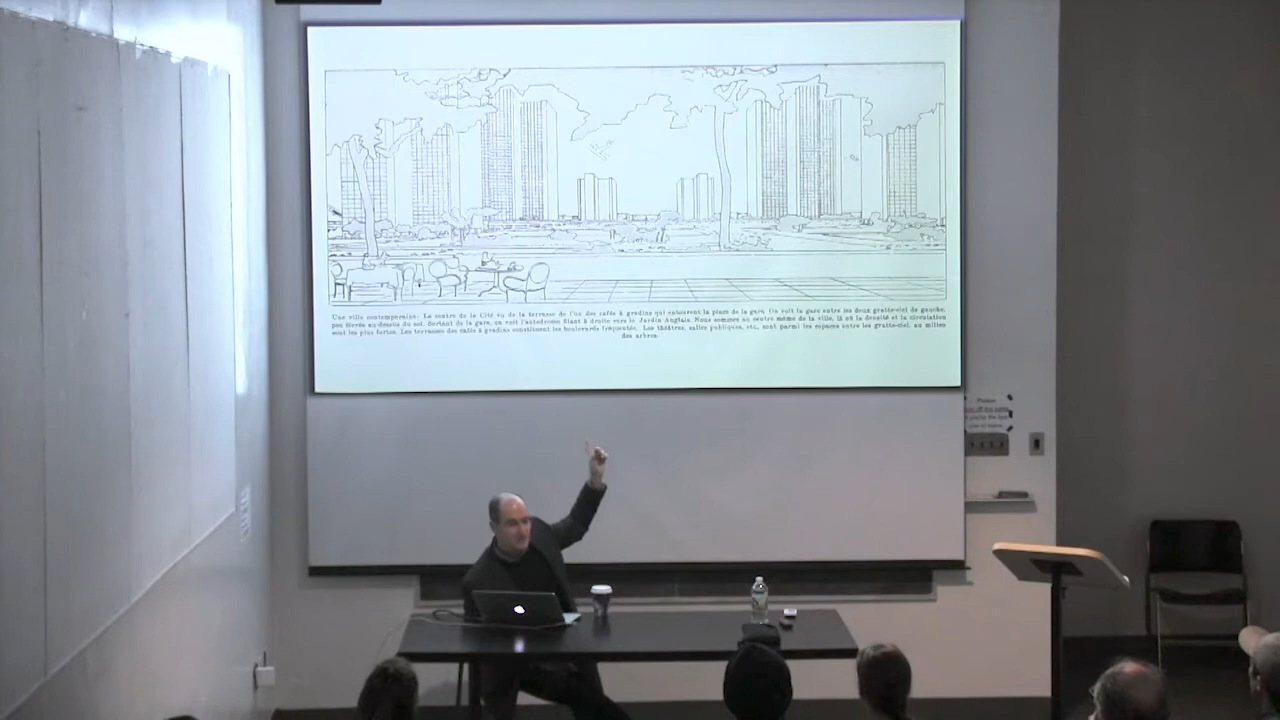 Une ville contemporaine: Le centre de la Cité vu de la terrasse de l'un des cafés à gradins qui entourent la place de la gare. On voit la gare entre les deux gratte-ciel de gauche,
peu élevée au-dessus du sol. Sortant de la gare, on voit l'autodrome filant à droite vers le Jardin Anglais. Nous sommes au centre même de la ville, là où la densité et la circulation
sont les plus fortes. Les terrasses des cafés à gradins constituent les boulevards fréquentés. Les théâtres, salles publiques, etc, sont parmi les espaces entre les gratte-ciel, au milieu
des arbres
Please